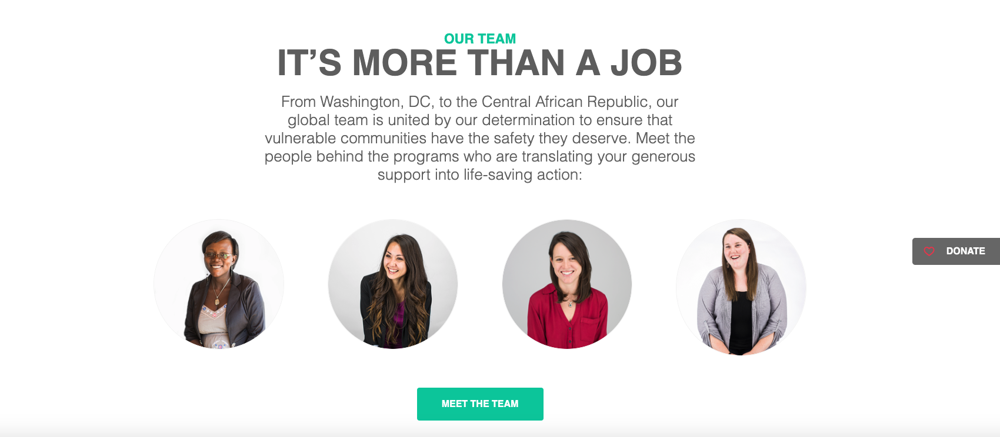 OUR TEAM
IT’S MORE THAN A JOB
From Washington, DC, to the Central African Republic, our
global team is united by our determination to ensure that
vulnerable communities have the safety they deserve. Meet the
people behind the programs who are translating your generous
support into life-saving action:
DONATE
MEET THE TEAM